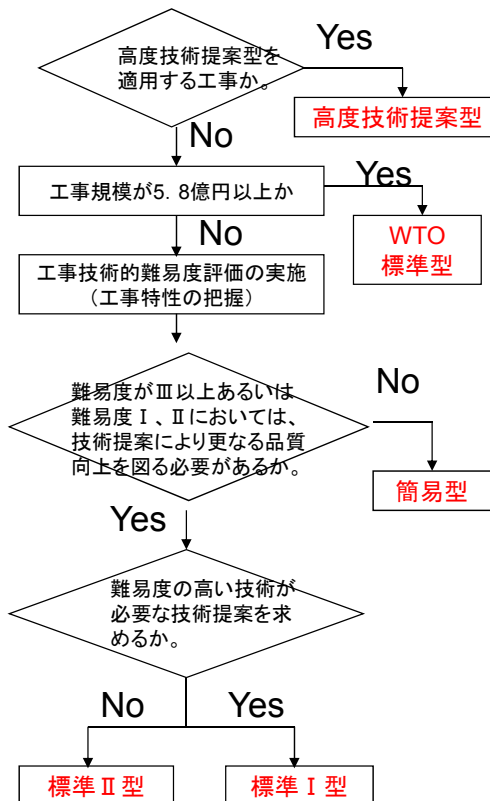 高度技術提案型を
適用する工事か。
Yes
高度技術提案型
No
工事規模が5．8億円以上か
Yes
WTO
標準型
No
工事技術的難易度評価の実施
（工事特性の把握）
難易度がⅢ以上あるいは
難易度Ⅰ、Ⅱにおいては、
技術提案により更なる品質
向上を図る必要があるか。
No
簡易型
Yes
難易度の高い技術が
必要な技術提案を求
めるか。
No
Yes
標準Ⅱ型
標準Ⅰ型